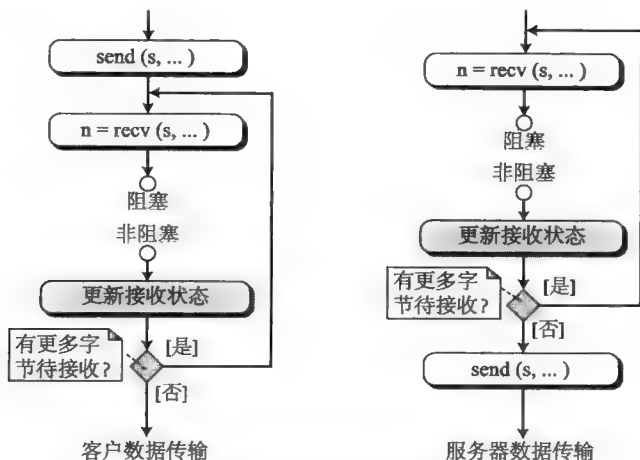 send (s, ... )
n = recv (s, ... )
阻塞
非阻塞
更新接收状态
有更多字
节待接收?
[是]
[否]
客户数据传输
n = recv (s, ... )
阻塞
非阻塞
更新接收状态
有更多字
节待接收?
[是]
[否]
send (s, ... )
服务器数据传输